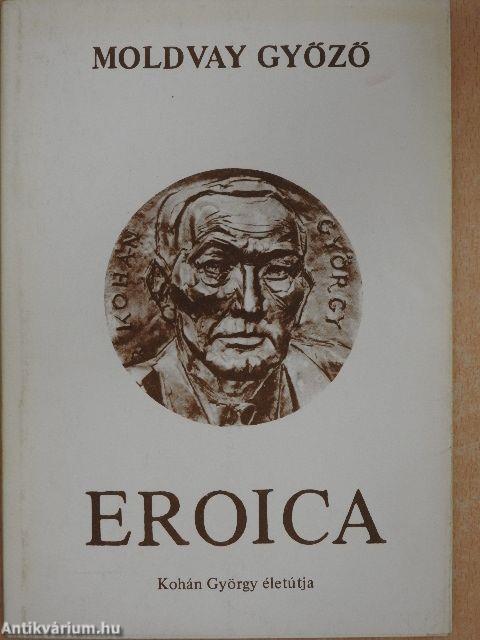 MOLDVAY GYŐZŐ
KOHÁN GYÖRGY
EROICA
Kohán György életútja
Antikvárium.hu